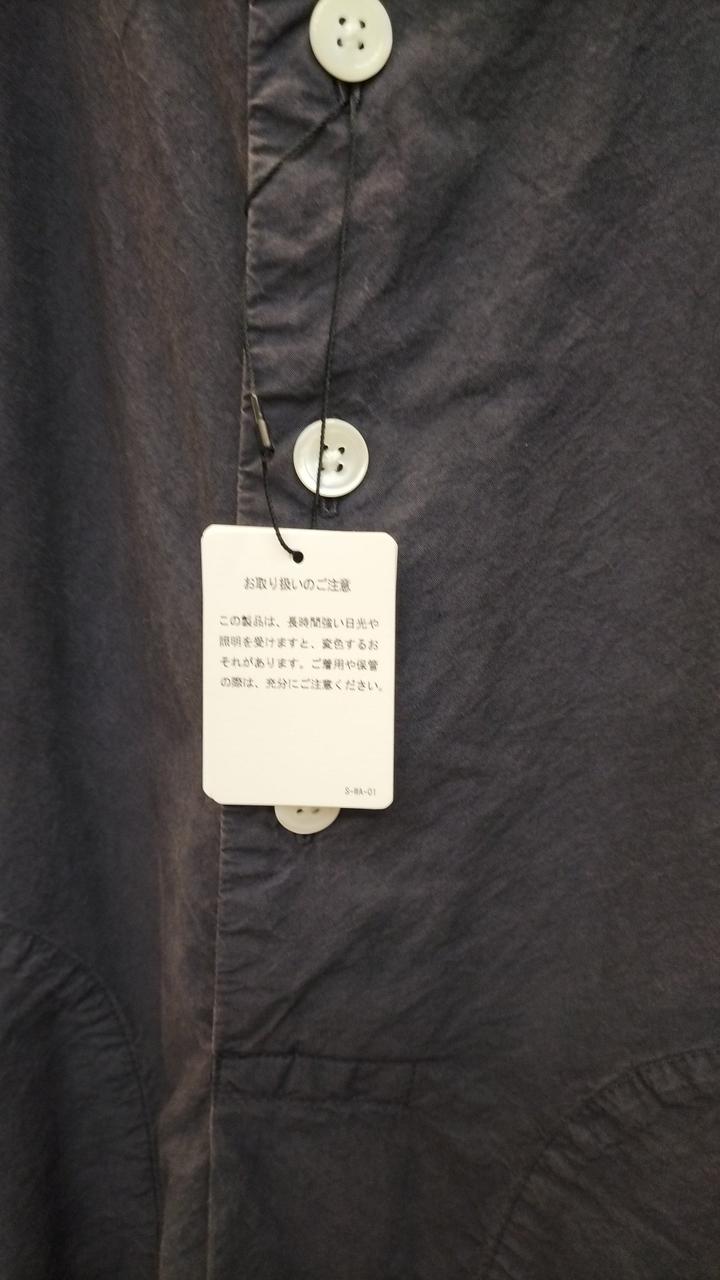 お取り扱いのご注意
この製品は、長時間強い日光や
照明を受けますと、変色するお
それがあります。ご着用や保管
の際は、充分にご注意ください。
S-WA-01